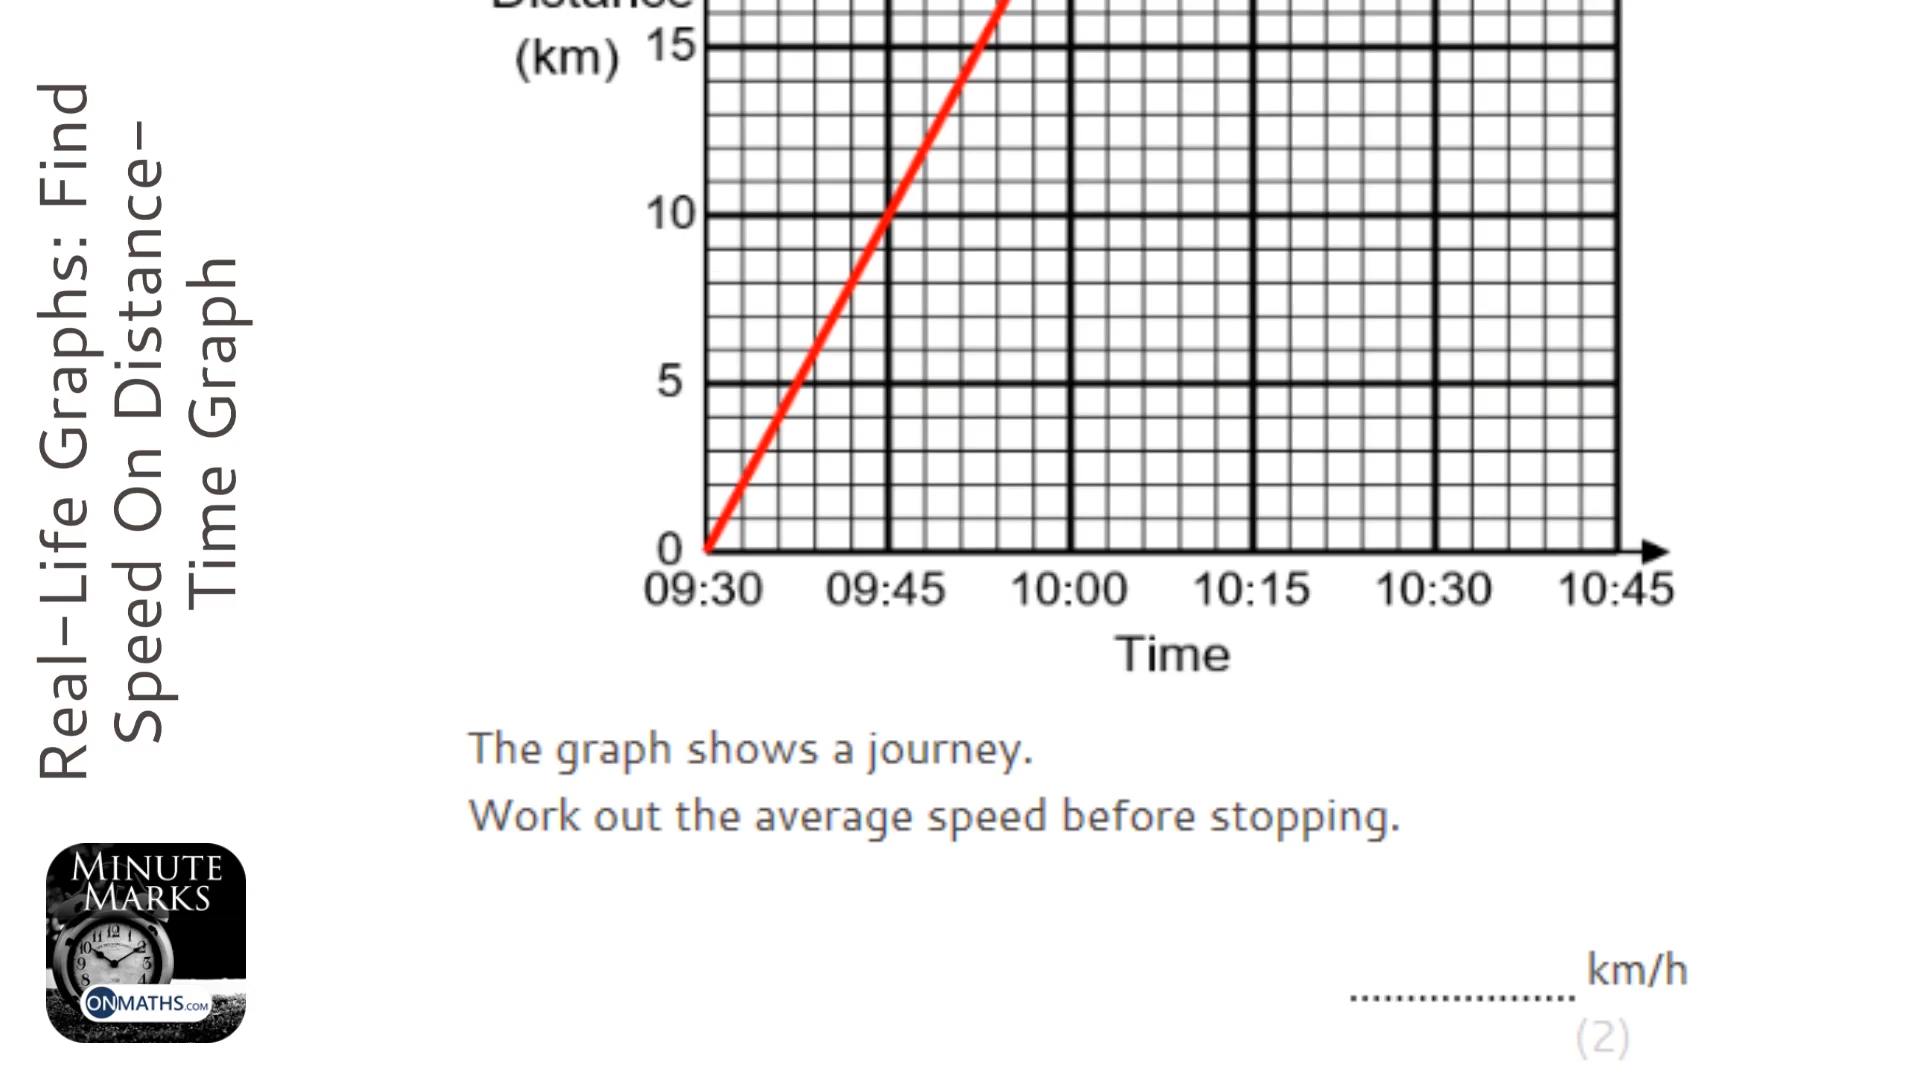 Real-Life Graphs: Find
Speed On Distance-
Time Graph
Distance
(km)
15
10
5
0
09:30 09:45 10:00 10:15 10:30 10:45
Time
The graph shows a journey.
Work out the average speed before stopping.
km/h
(2)
MINUTE
MARKS
ONMATHS.COM